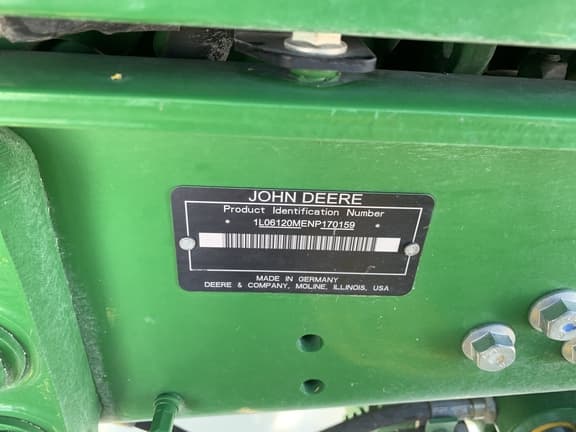 JOHN DEERE
Product Identification Number
*1L06120MENP170159*
MADE IN GERMANY
DEERE & COMPANY, MOLINE, ILLINOIS, USA